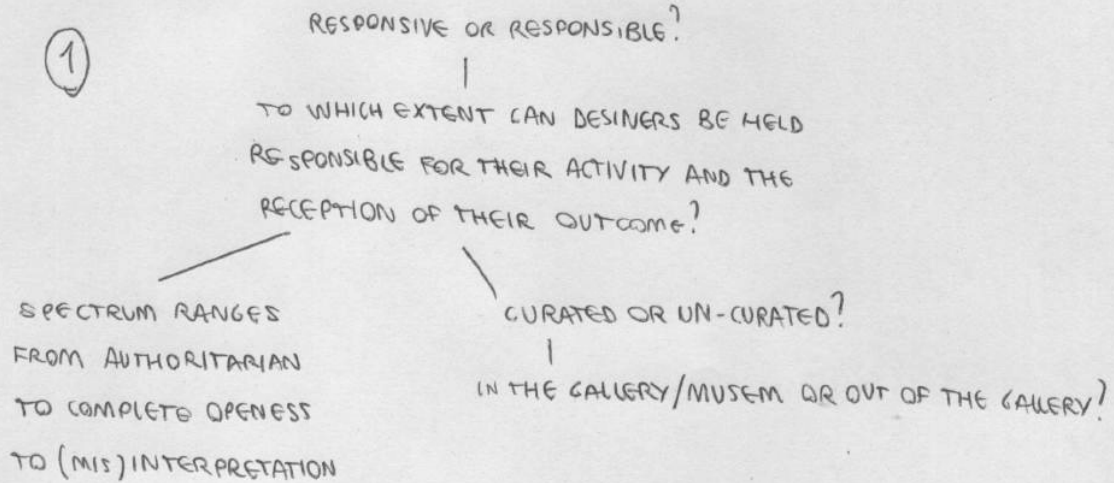 1
RESPONSIVE OR RESPONSIBLE?
TO WHICH EXTENT CAN DESINERS BE HELD
RESPONSIBLE FOR THEIR ACTIVITY AND THE
RECEPTION OF THEIR OUTCOME?
SPECTRUM RANGES
FROM AUTHORITARIAN
TO COMPLETE OPENESS
TO (MIS)INTERPRETATION
CURATED OR UN-CURATED?
IN THE GALLERY/MUSEM OR OUT OF THE GALLERY?